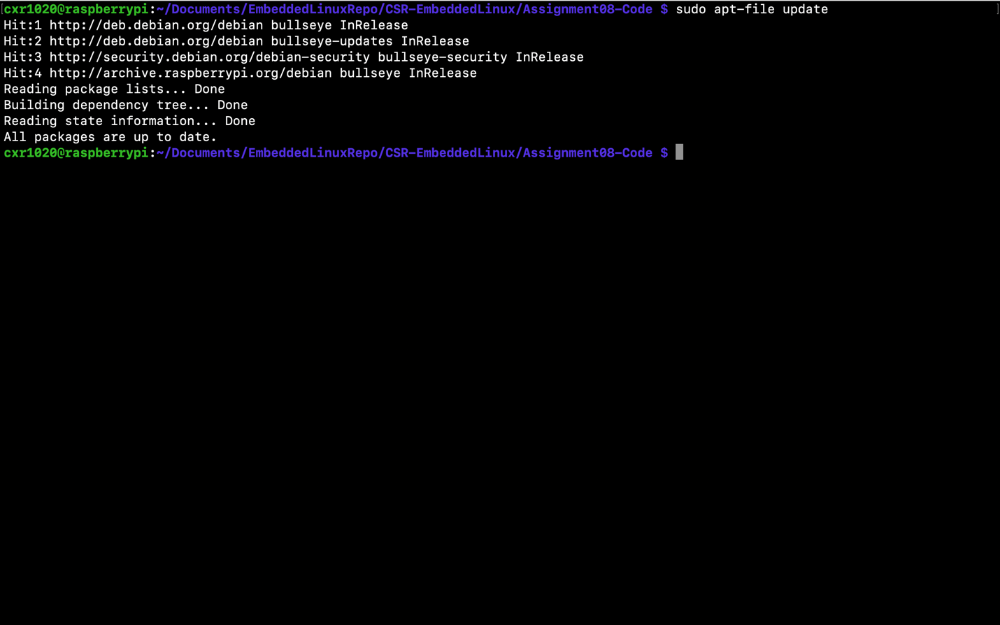 cxr1020@raspberrypi:~/Documents/EmbeddedLinuxRepo/CSR-EmbeddedLinux/Assignment08-Code $ sudo apt-file update
Hit:1 http://deb.debian.org/debian bullseye InRelease
Hit:2 http://deb.debian.org/debian bullseye-updates InRelease
Hit:3 http://security.debian.org/debian-security bullseye-security InRelease
Hit:4 http://archive.raspberrypi.org/debian bullseye InRelease
Reading package lists... Done
Building dependency tree... Done
Reading state information... Done
All packages are up to date.
cxr1020@raspberrypi:~/Documents/EmbeddedLinuxRepo/CSR-EmbeddedLinux/Assignment08-Code $